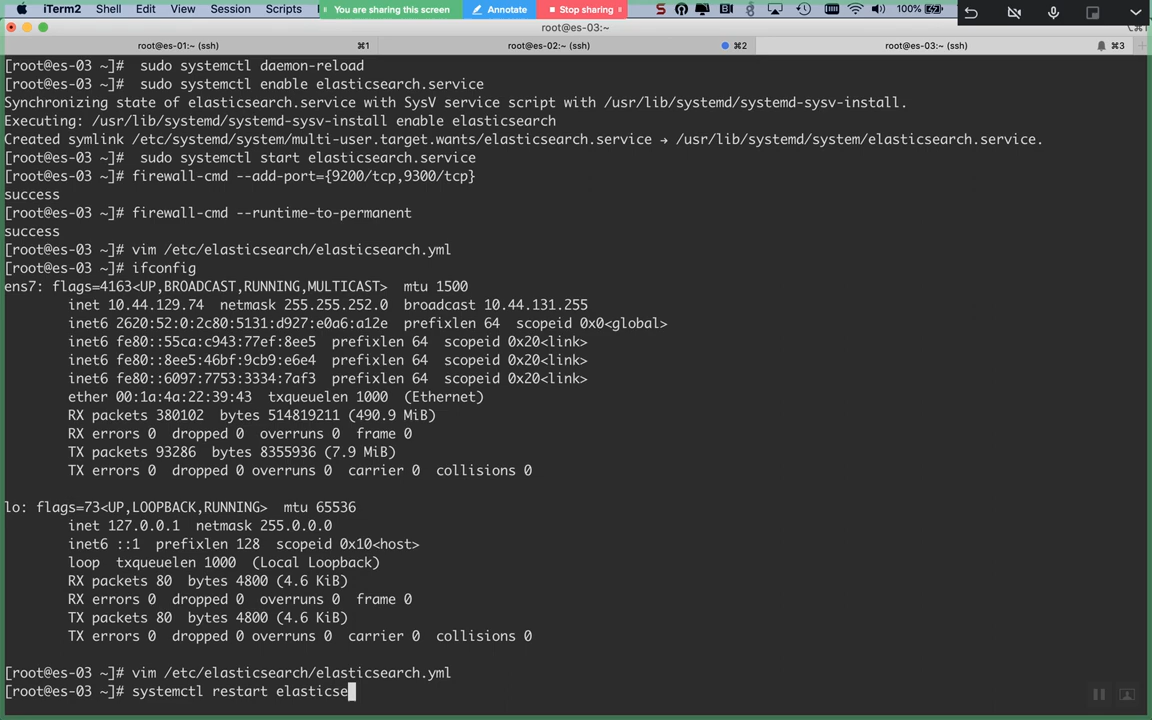 iTerm2 Shell Edit View Session Scripts You are sharing this screen Annotate Stop sharing 100%
root@es-03:~
root@es-01:~ (ssh) ⌘1 root@es-02:~ (ssh) ⌘2 root@es-03:~ (ssh) ⌘3
[root@es-03 ~]#  sudo systemctl daemon-reload
[root@es-03 ~]#  sudo systemctl enable elasticsearch.service
Synchronizing state of elasticsearch.service with SysV service script with /usr/lib/systemd/systemd-sysv-install.
Executing: /usr/lib/systemd/systemd-sysv-install enable elasticsearch
Created symlink /etc/systemd/system/multi-user.target.wants/elasticsearch.service → /usr/lib/systemd/system/elasticsearch.service.
[root@es-03 ~]#  sudo systemctl start elasticsearch.service
[root@es-03 ~]# firewall-cmd --add-port={9200/tcp,9300/tcp}
success
[root@es-03 ~]# firewall-cmd --runtime-to-permanent
success
[root@es-03 ~]# vim /etc/elasticsearch/elasticsearch.yml
[root@es-03 ~]# ifconfig
ens7: flags=4163<UP,BROADCAST,RUNNING,MULTICAST>  mtu 1500
        inet 10.44.129.74  netmask 255.255.252.0  broadcast 10.44.131.255
        inet6 2620:52:0:2c80:5131:d927:e0a6:a12e  prefixlen 64  scopeid 0x0<global>
        inet6 fe80::55ca:c943:77ef:8ee5  prefixlen 64  scopeid 0x20<link>
        inet6 fe80::8ee5:46bf:9cb9:e6e4  prefixlen 64  scopeid 0x20<link>
        inet6 fe80::6097:7753:3334:7af3  prefixlen 64  scopeid 0x20<link>
        ether 00:1a:4a:22:39:43  txqueuelen 1000  (Ethernet)
        RX packets 380102  bytes 514819211 (490.9 MiB)
        RX errors 0  dropped 0  overruns 0  frame 0
        TX packets 93286  bytes 8355936 (7.9 MiB)
        TX errors 0  dropped 0 overruns 0  carrier 0  collisions 0
lo: flags=73<UP,LOOPBACK,RUNNING>  mtu 65536
        inet 127.0.0.1  netmask 255.0.0.0
        inet6 ::1  prefixlen 128  scopeid 0x10<host>
        loop  txqueuelen 1000  (Local Loopback)
        RX packets 80  bytes 4800 (4.6 KiB)
        RX errors 0  dropped 0  overruns 0  frame 0
        TX packets 80  bytes 4800 (4.6 KiB)
        TX errors 0  dropped 0 overruns 0  carrier 0  collisions 0
[root@es-03 ~]# vim /etc/elasticsearch/elasticsearch.yml
[root@es-03 ~]# systemctl restart elasticse